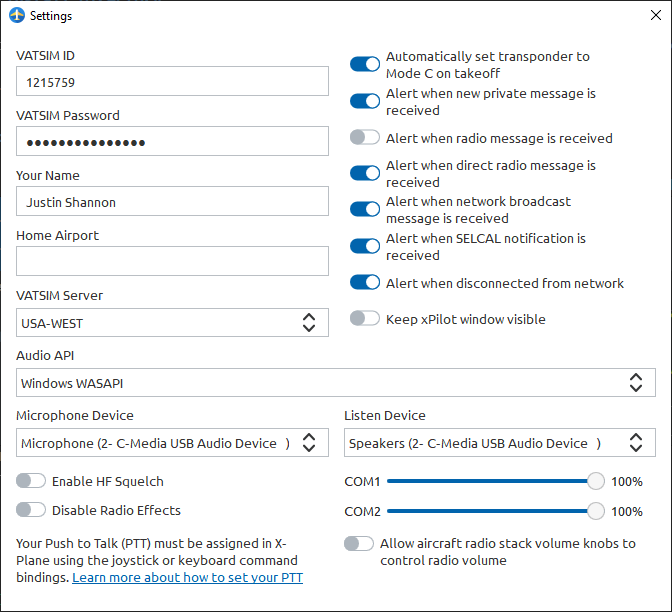 Settings
VATSIM ID
1215759
VATSIM Password
●●●●●●●●●●●●●●●
Your Name
Justin Shannon
Home Airport
VATSIM Server
USA-WEST
Automatically set transponder to
Mode C on takeoff
Alert when new private message is
received
Alert when radio message is received
Alert when direct radio message is
received
Alert when network broadcast
message is received
Alert when SELCAL notification is
received
Alert when disconnected from network
Keep xPilot window visible
Audio API
Windows WASAPI
Microphone Device
Microphone (2- C-Media USB Audio Device )
Listen Device
Speakers (2- C-Media USB Audio Device )
Enable HF Squelch
Disable Radio Effects
COM1 100%
COM2 100%
Your Push to Talk (PTT) must be assigned in X-
Plane using the joystick or keyboard command
bindings. Learn more about how to set your PTT
Allow aircraft radio stack volume knobs to
control radio volume